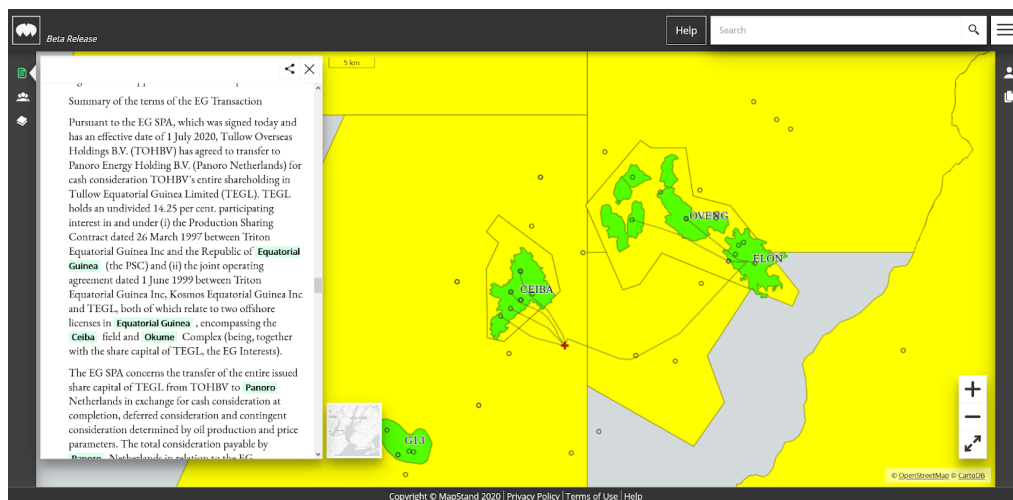 Beta Release
Help
Search
5 km
Summary of the terms of the EG Transaction
Pursuant to the EG SPA, which was signed today and
has an effective date of 1 July 2020, Tullow Overseas
Holdings B.V. (TOHBV) has agreed to transfer to
Panoro Energy Holding B.V. (Panoro Netherlands) for
cash consideration TOHBV's entire shareholding in
Tullow Equatorial Guinea Limited (TEGL). TEGL
holds an undivided 14.25 per cent. participating
interest in and under (i) the Production Sharing
Contract dated 26 March 1997 between Triton
Equatorial Guinea Inc and the Republic of Equatorial
Guinea (the PSC) and (ii) the joint operating
agreement dated 1 June 1999 between Triton
Equatorial Guinea Inc, Kosmos Equatorial Guinea Inc
and TEGL, both of which relate to two offshore
licenses in Equatorial Guinea , encompassing the
Ceiba field and Okume Complex (being, together
with the share capital of TEGL, the EG Interests).
The EG SPA concerns the transfer of the entire issued
share capital of TEGL from TOHBV to Panoro
Netherlands in exchange for cash consideration at
completion, deferred consideration and contingent
consideration determined by oil production and price
parameters. The total consideration payable by
Panoro Netherlands in relation to the EG
OVENG
ELON
CEIBA
G13
© OpenStreetMap © CartoDB
Copyright © MapStand 2020 | Privacy Policy | Terms of Use | Help